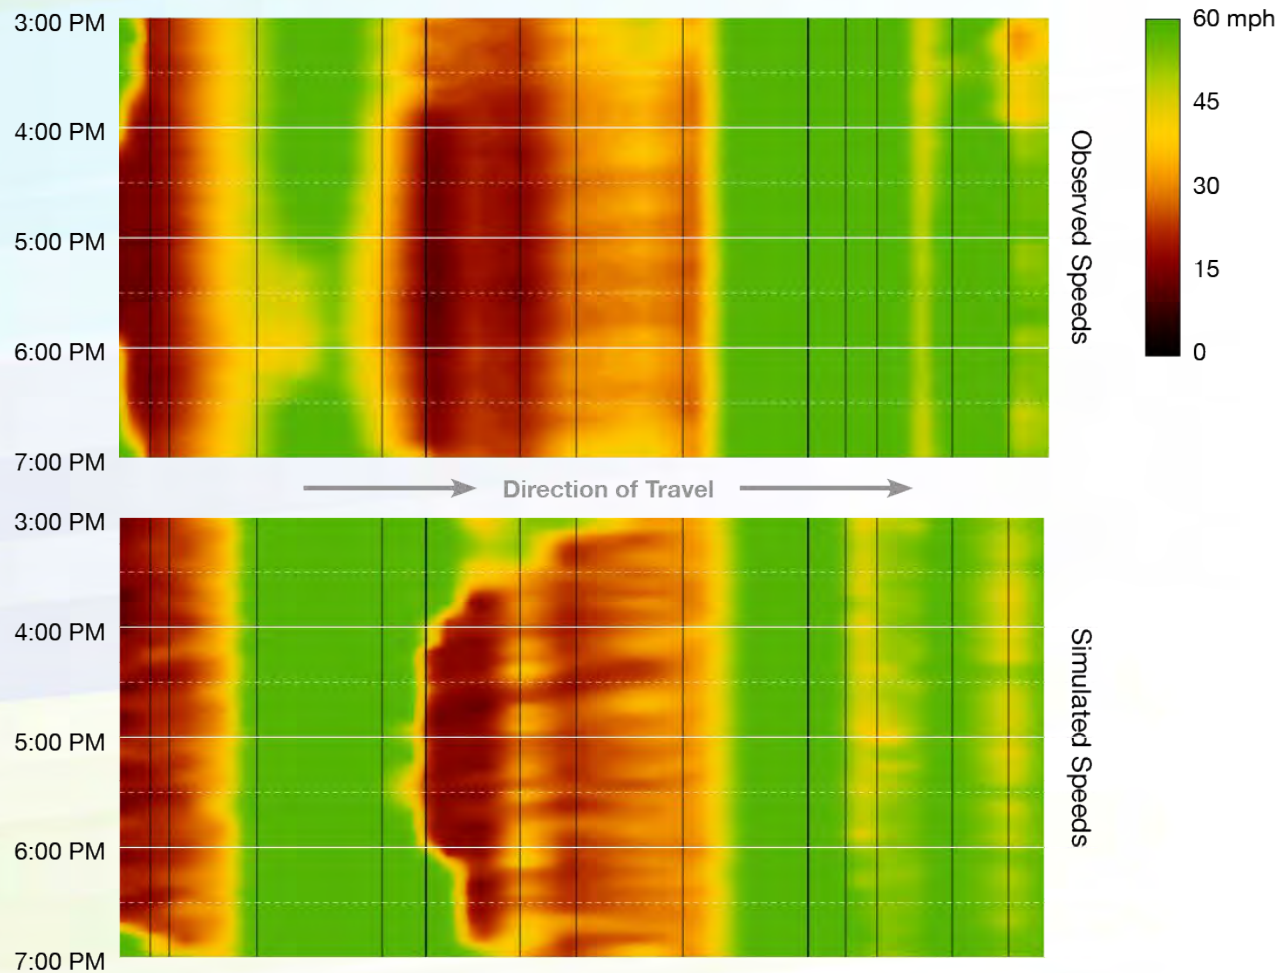 3:00 PM
4:00 PM
5:00 PM
6:00 PM
7:00 PM
Observed Speeds
60 mph
45
30
15
0
Direction of Travel
3:00 PM
4:00 PM
5:00 PM
6:00 PM
7:00 PM
Simulated Speeds